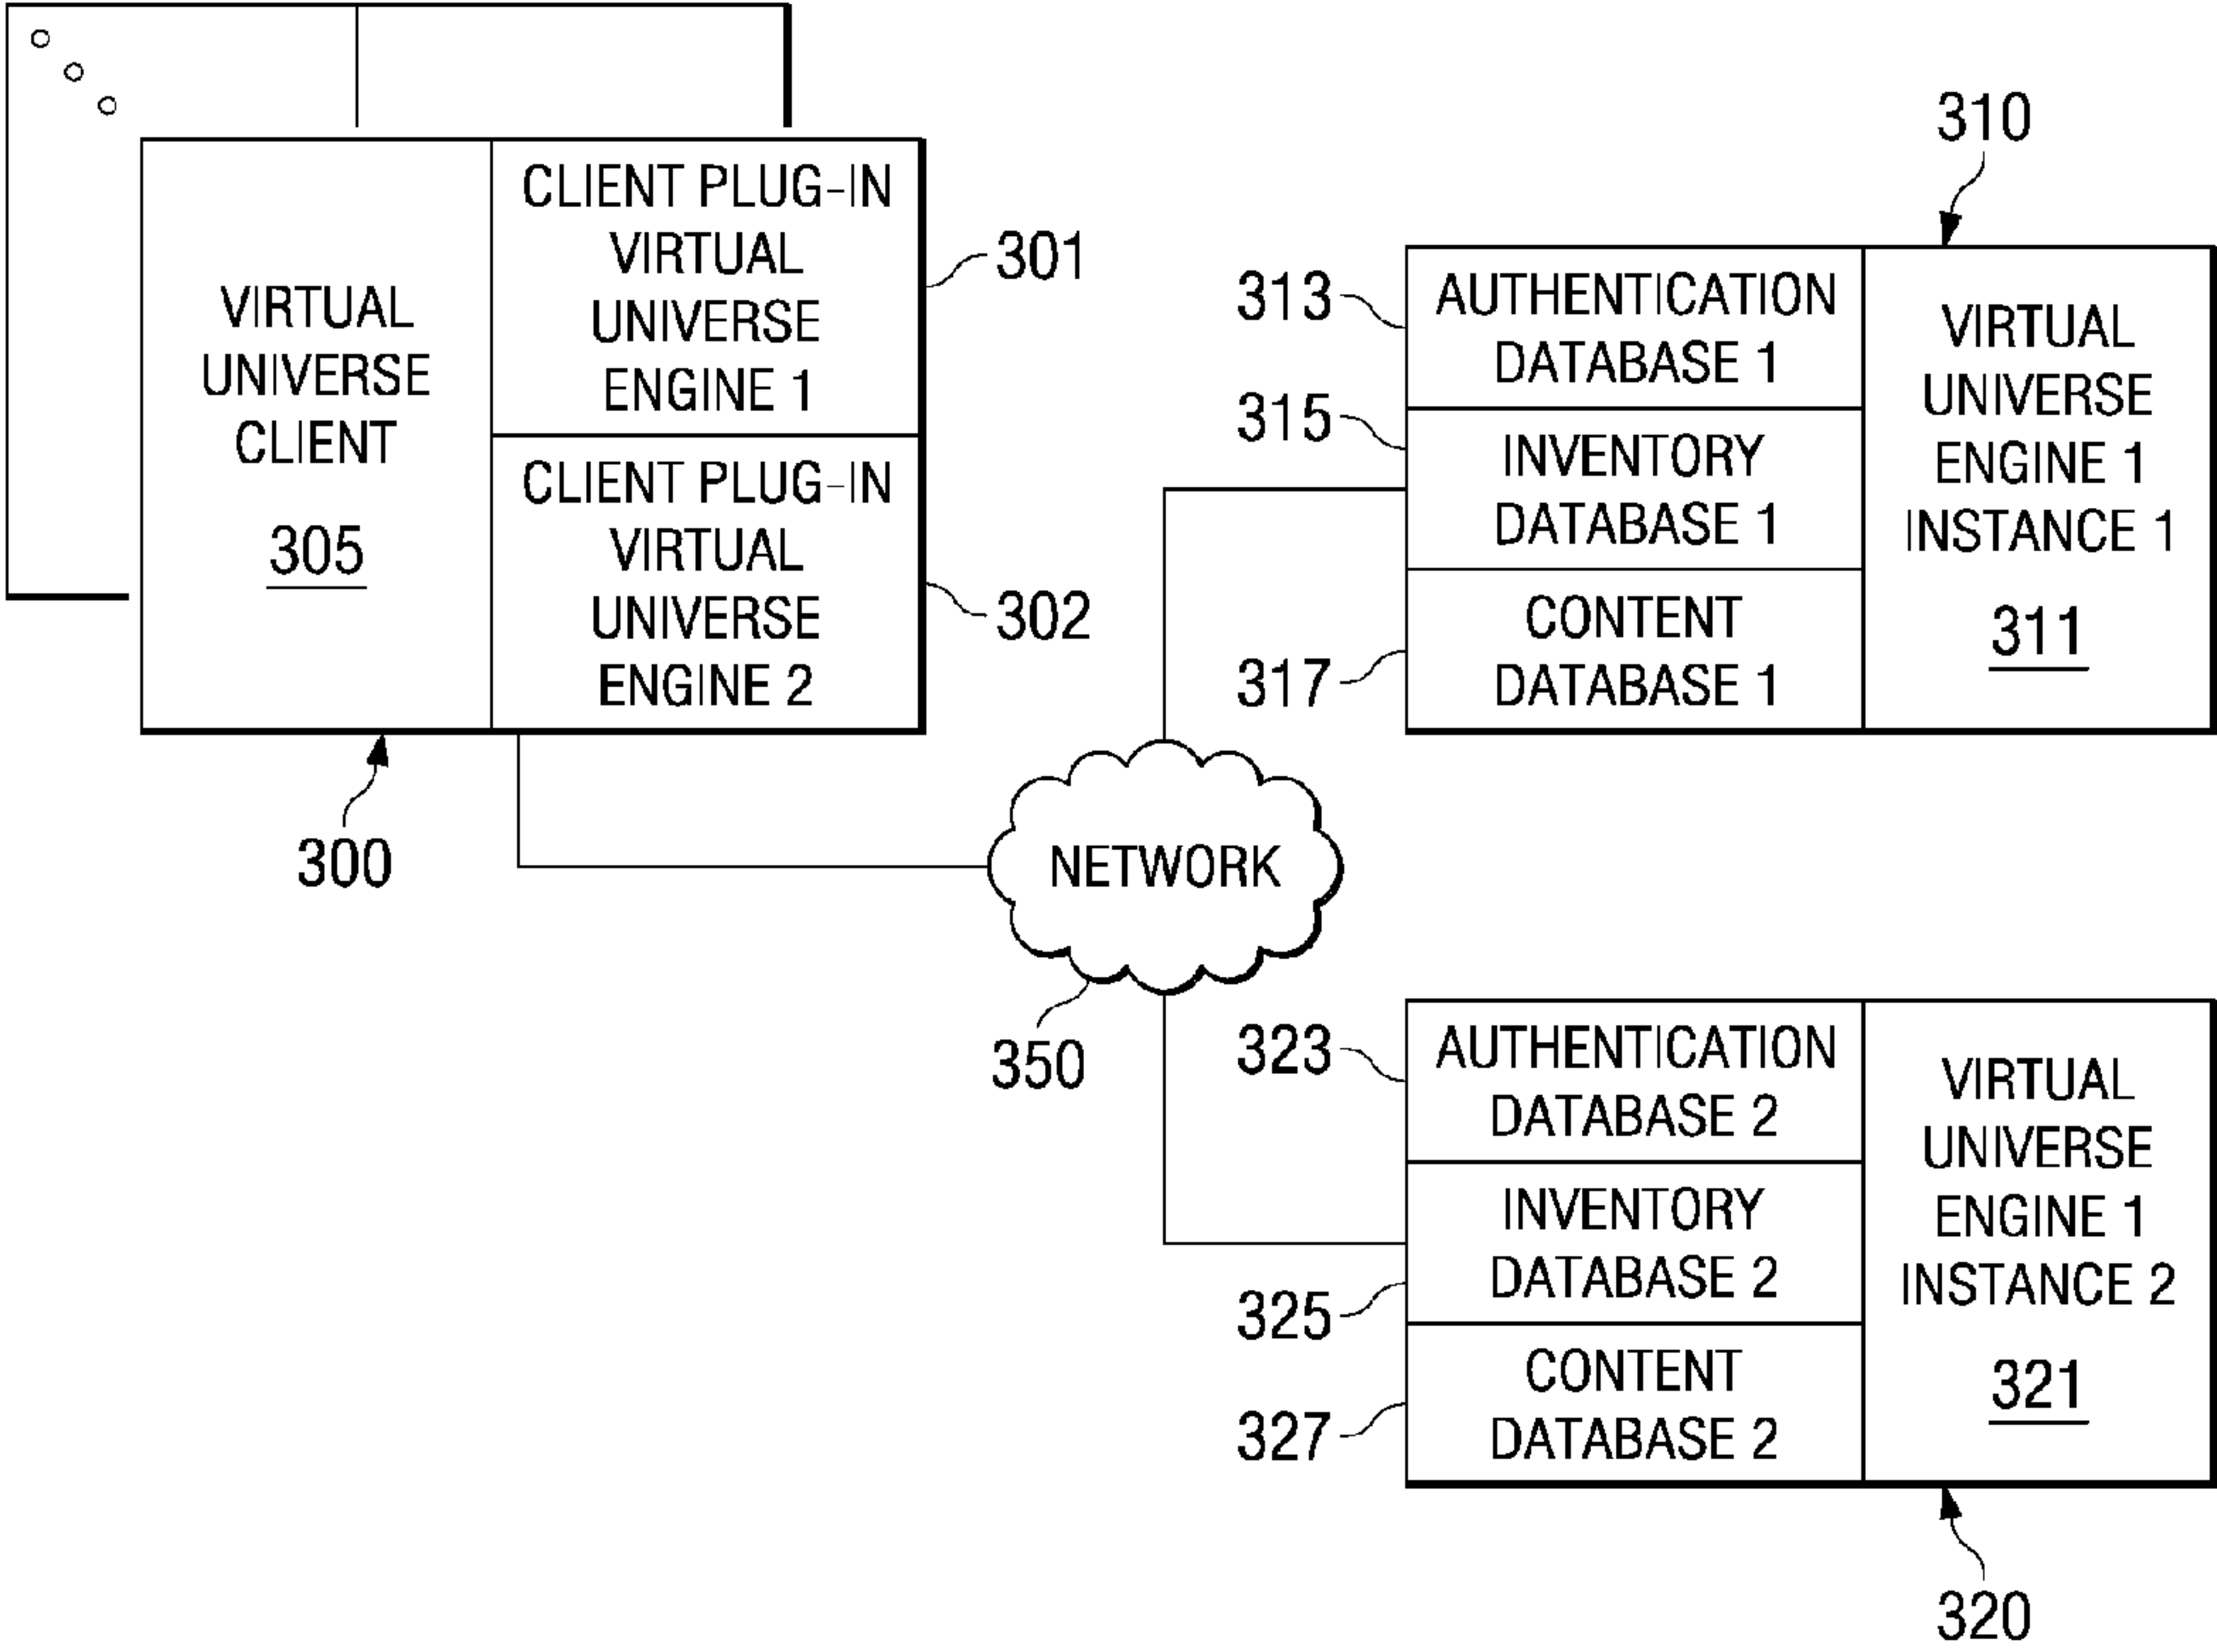 VIRTUAL
UNIVERSE
CLIENT
305
CLIENT PLUG-IN
VIRTUAL
UNIVERSE
ENGINE 1
301
CLIENT PLUG-IN
VIRTUAL
UNIVERSE
ENGINE 2
302
300
NETWORK
350
310
313
AUTHENTICATION
DATABASE 1
315
INVENTORY
DATABASE 1
317
CONTENT
DATABASE 1
VIRTUAL
UNIVERSE
ENGINE 1
INSTANCE 1
311
323
AUTHENTICATION
DATABASE 2
325
INVENTORY
DATABASE 2
327
CONTENT
DATABASE 2
VIRTUAL
UNIVERSE
ENGINE 1
INSTANCE 2
321
320